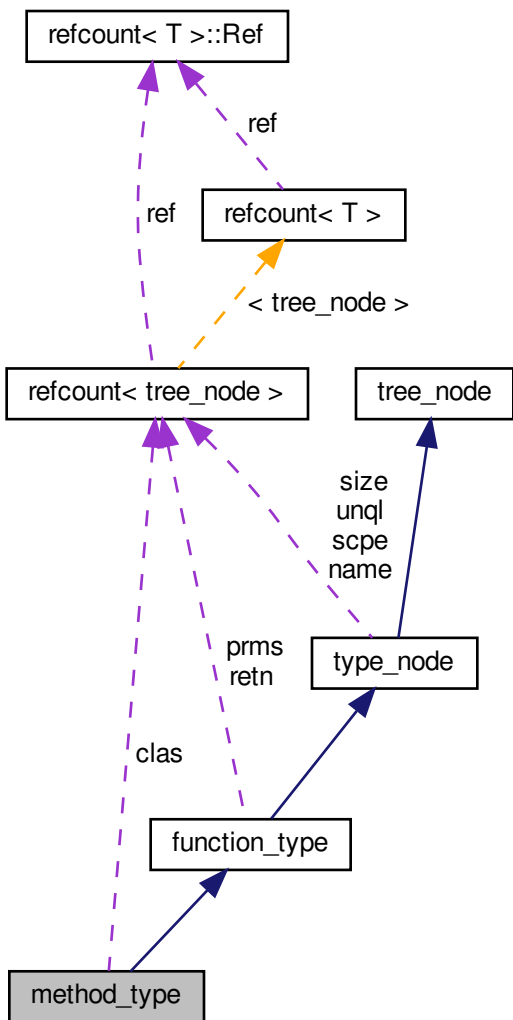 refcount< T >::Ref
ref
ref
refcount< T >
< tree_node >
refcount< tree_node >
tree_node
size
unql
scpe
name
prms
retn
type_node
clas
function_type
method_type